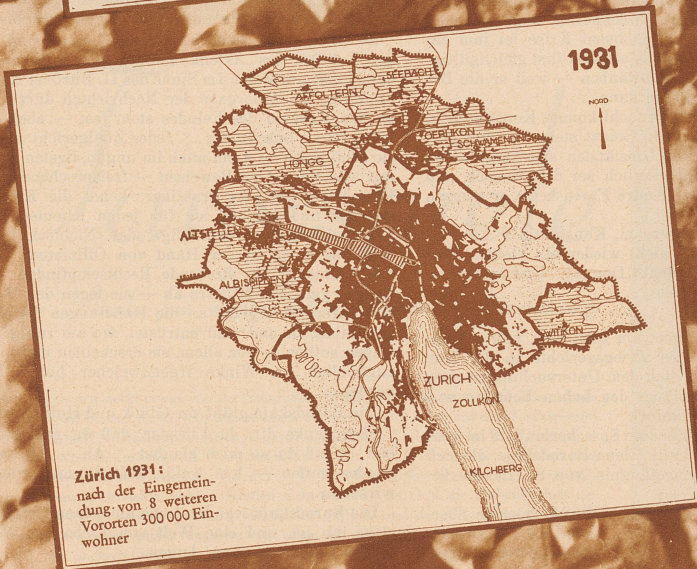 1931
NORD
SEEBACH
AFFOLTERN
OERLIKON
SCHWAMENDINGEN
HÖNGG
ALTSTETTEN
ALBISRIEDEN
WITIKON
ZURICH
ZOLLIKON
KILCHBERG
Zürich 1931:
nach der Eingemein-
dung von 8 weiteren
Vororten 300 000 Ein-
wohner